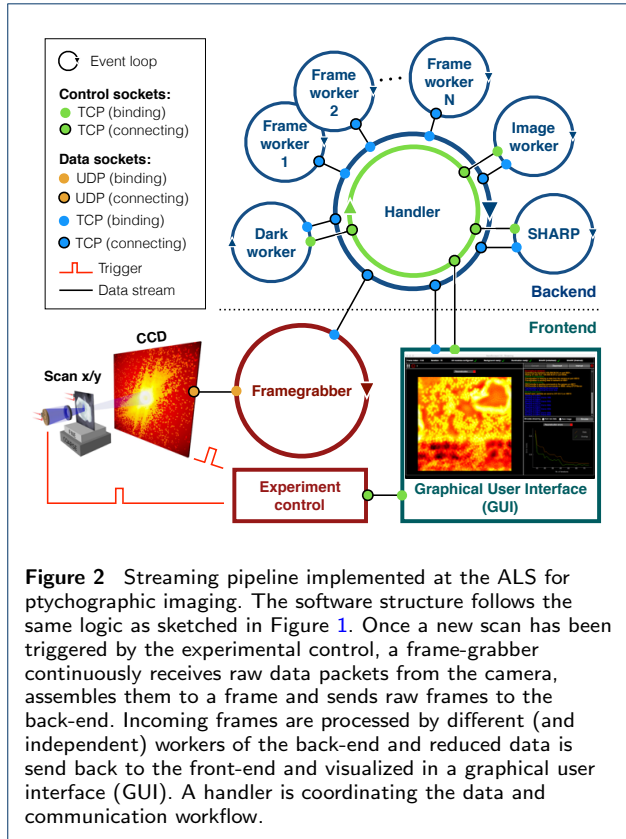 Event loop
Control sockets:
TCP (binding)
TCP (connecting)
Data sockets:
UDP (binding)
UDP (connecting)
TCP (binding)
TCP (connecting)
Trigger
Data stream
Frame
worker
1
Frame
worker
2
Frame
worker
N
Image
worker
Handler
Dark
worker
SHARP
Backend
Frontend
CCD
Scan x/y
Framegrabber
Experiment
control
Graphical User Interface
(GUI)
Figure 2 Streaming pipeline implemented at the ALS for
ptychographic imaging. The software structure follows the
same logic as sketched in Figure 1. Once a new scan has been
triggered by the experimental control, a frame-grabber
continuously receives raw data packets from the camera,
assembles them to a frame and sends raw frames to the
back-end. Incoming frames are processed by different (and
independent) workers of the back-end and reduced data is
send back to the front-end and visualized in a graphical user
interface (GUI). A handler is coordinating the data and
communication workflow.